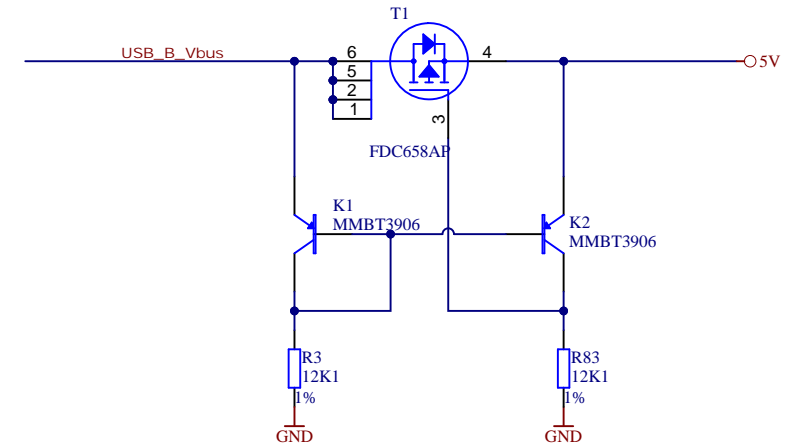 T1
USB_B_Vbus
6
5
2
1
4
5V
3
FDC658AP
K1
MMBT3906
K2
MMBT3906
R3
12K1
1%
R83
12K1
1%
GND
GND